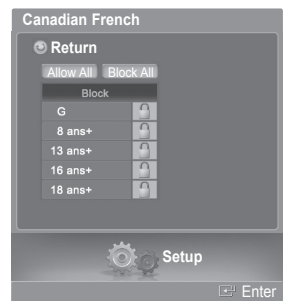 Canadian French
Return
Allow All Block All
Block
G
8 ans+
13 ans+
16 ans+
18 ans+
Setup
Enter